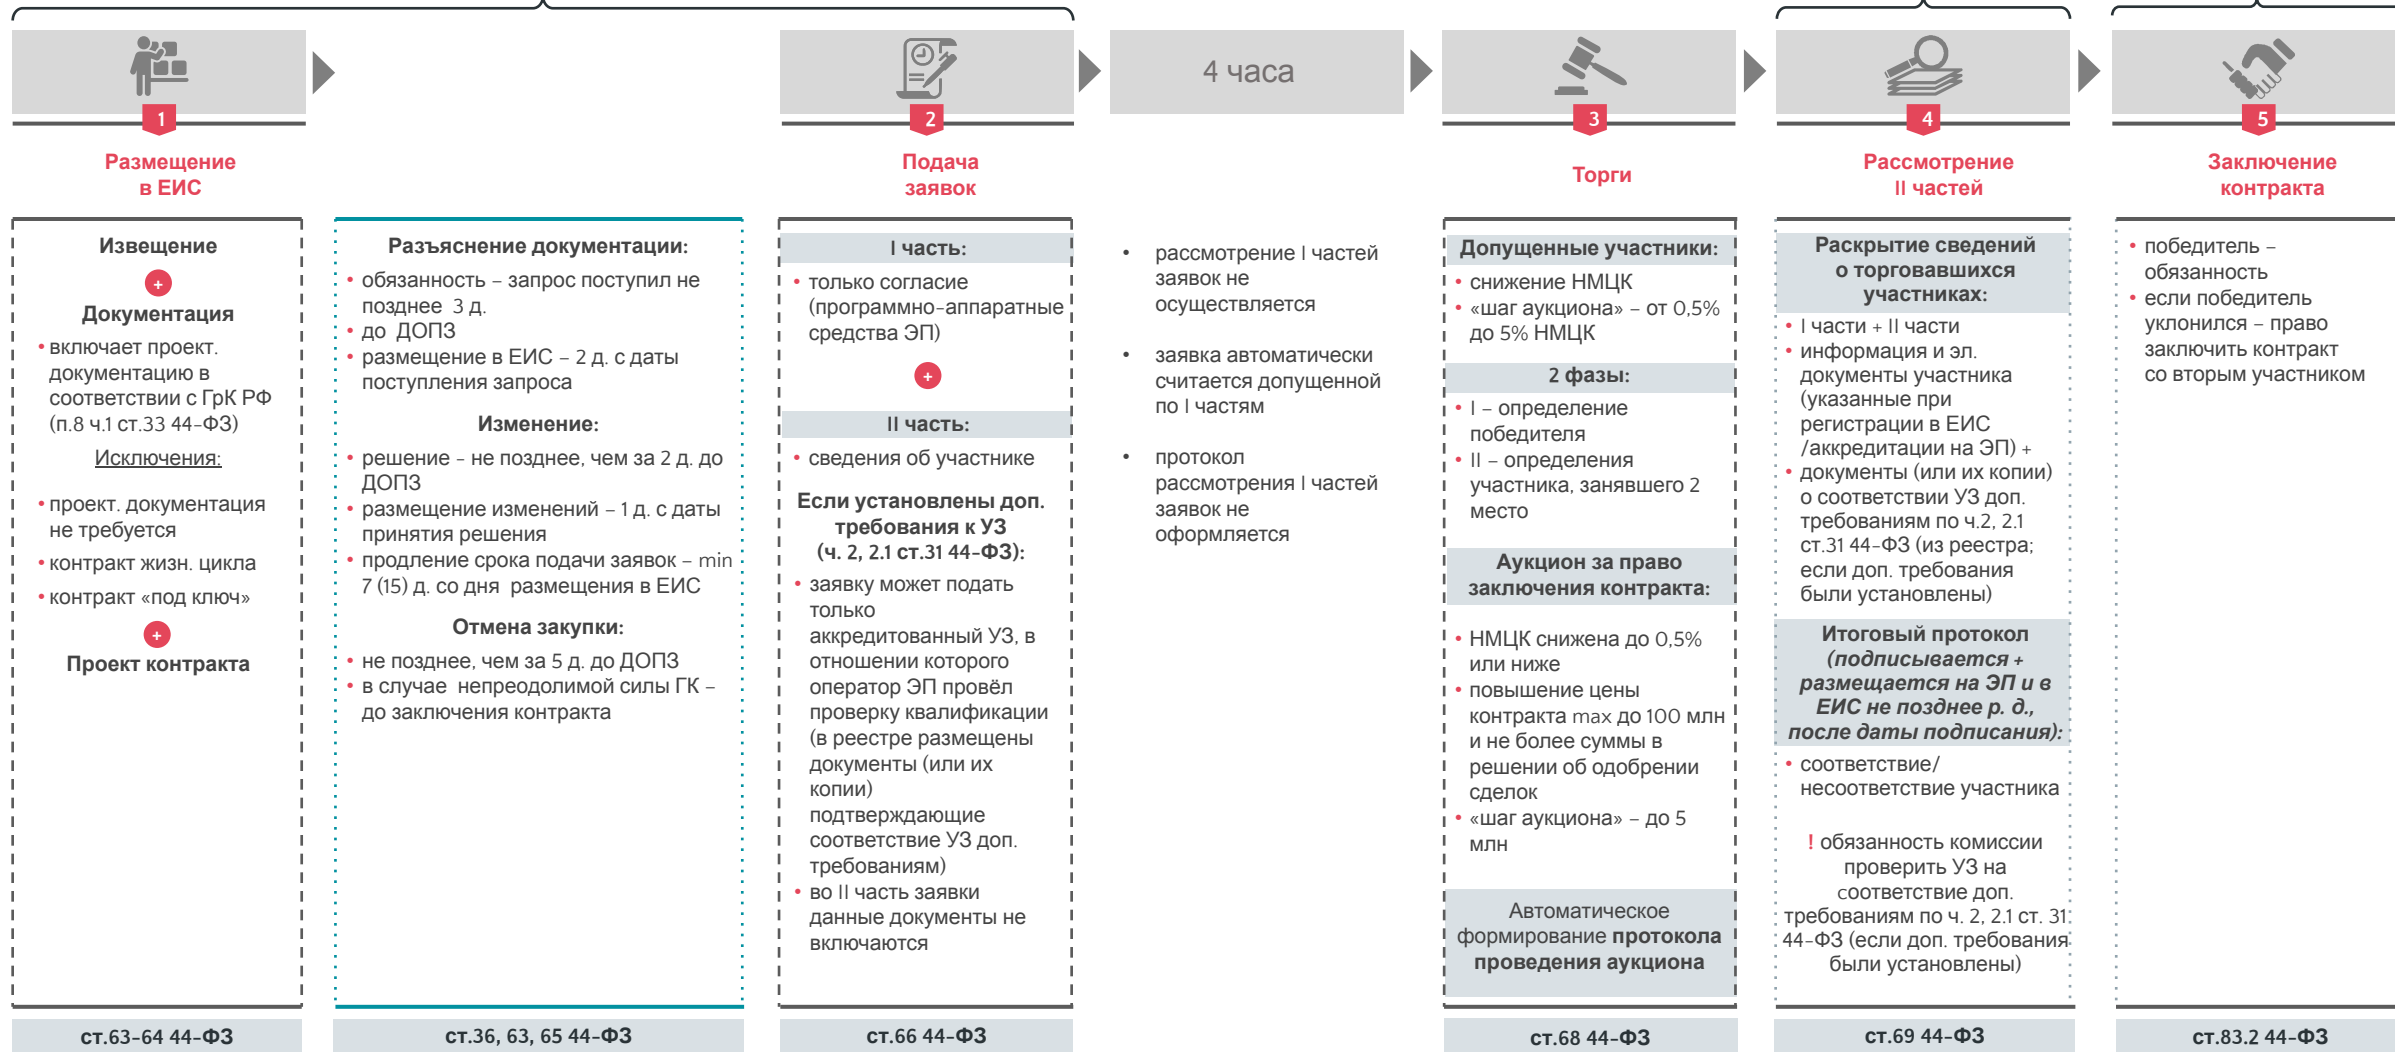 1
Размещение
в ЕИС
Извещение
+
Документация
• включает проект.
документацию в
соответствии с ГрК РФ
(п.8 ч.1 ст.33 44-ФЗ)
Исключения:
• проект. документация
не требуется
• контракт жизн. цикла
• контракт «под ключ»
+
Проект контракта
ст.63-64 44-ФЗ
Разъяснение документации:
• обязанность – запрос поступил не
позднее 3 д.
• до ДОПЗ
• размещение в ЕИС – 2 д. с даты
поступления запроса
Изменение:
• решение – не позднее, чем за 2 д. до
ДОПЗ
• размещение изменений – 1 д. с даты
принятия решения
• продление срока подачи заявок – min
7 (15) д. со дня размещения в ЕИС
Отмена закупки:
• не позднее, чем за 5 д. до ДОПЗ
• в случае непреодолимой силы ГК –
до заключения контракта
ст.36, 63, 65 44-ФЗ
2
Подача
заявок
I часть:
• только согласие
(программно-аппаратные
средства ЭП)
+
II часть:
• сведения об участнике
Если установлены доп.
требования к УЗ
(ч. 2, 2.1 ст.31 44-ФЗ):
• заявку может подать
только
аккредитованный УЗ, в
отношении которого
оператор ЭП провёл
проверку квалификации
(в реестре размещены
документы (или их
копии)
подтверждающие
соответствие УЗ доп.
требованиям)
• во II часть заявки
данные документы не
включаются
ст.66 44-ФЗ
4 часа
• рассмотрение I частей
заявок не
осуществляется
• заявка автоматически
считается допущенной
по I частям
• протокол
рассмотрения I частей
заявок не
оформляется
3
Торги
Допущенные участники:
• снижение НМЦК
• «шаг аукциона» – от 0,5%
до 5% НМЦК
2 фазы:
• I – определение
победителя
• II – определения
участника, занявшего 2
место
Аукцион за право
заключения контракта:
• НМЦК снижена до 0,5%
или ниже
• повышение цены
контракта max до 100 млн
и не более суммы в
решении об одобрении
сделок
• «шаг аукциона» – до 5
млн
Автоматическое
формирование протокола
проведения аукциона
ст.68 44-ФЗ
4
Рассмотрение
II частей
Раскрытие сведений
о торговавшихся
участниках:
• I части + II части
• информация и эл.
документы участника
(указанные при
регистрации в ЕИС
/аккредитации на ЭП) +
• документы (или их копии)
о соответствии УЗ доп.
требованиям по ч.2, 2.1
ст.31 44-ФЗ (из реестра;
если доп. требования
были установлены)
Итоговый протокол
(подписывается +
размещается на ЭП и в
ЕИС не позднее р. д.,
после даты подписания):
• соответствие/
несоответствие участника
! обязанность комиссии
проверить УЗ на
соответствие доп.
требованиям по ч. 2, 2.1 ст. 31
44-ФЗ (если доп. требования
были установлены)
ст.69 44-ФЗ
5
Заключение
контракта
• победитель –
обязанность
• если победитель
уклонился – право
заключить контракт
со вторым участником
ст.83.2 44-ФЗ